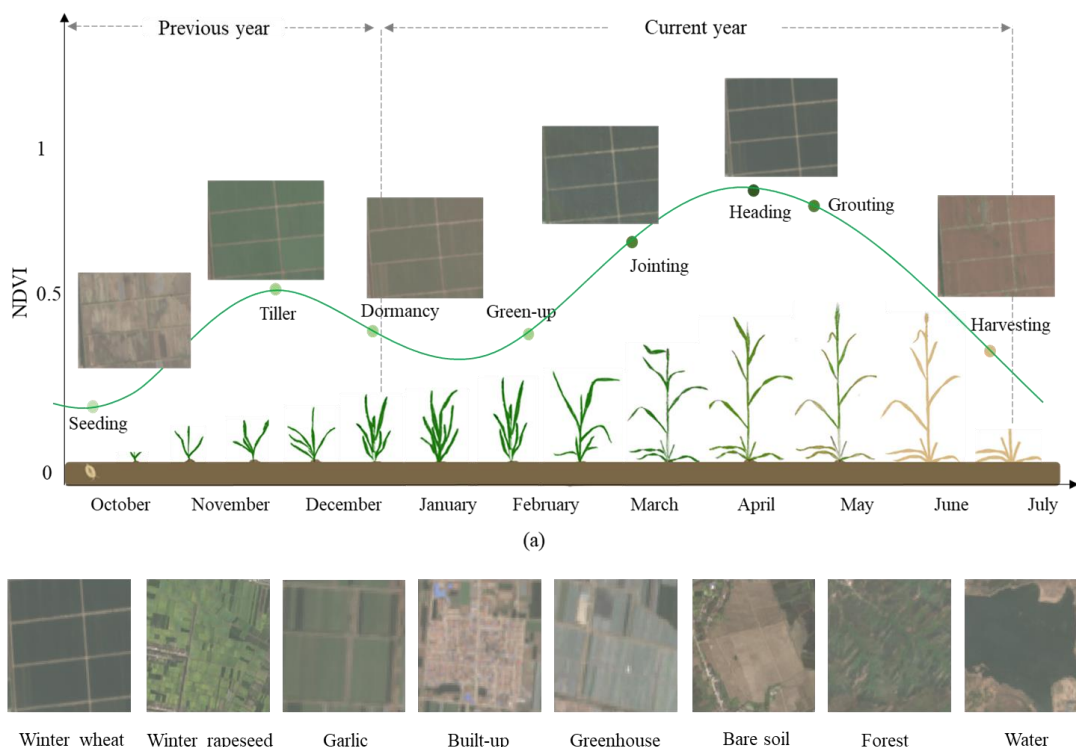 Previous year
Current year
1
Heading
Grouting
Jointing
NDVI
0.5
Tiller
Dormancy
Green-up
Harvesting
Seeding
0
October November December January February March April May June July
(a)
Winter wheat Winter rapeseed Garlic Built-up Greenhouse Bare soil Forest Water